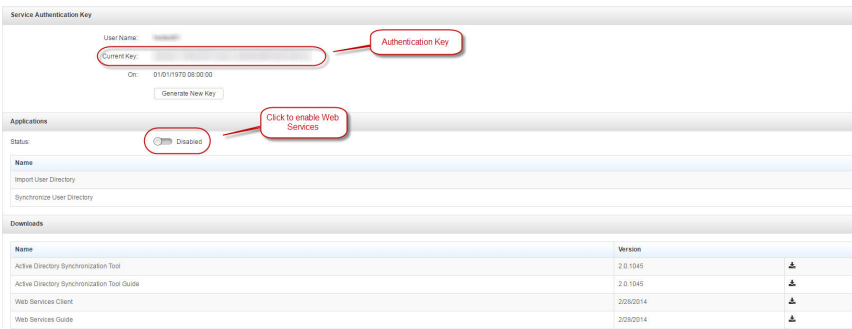 Service Authentication Key
User Name:
Authentication Key
Current Key:
On: 01/01/1970 08:00:00
Generate New Key
Click to enable Web
Services
Applications
Status: Disabled
Name
Import User Directory
Synchronize User Directory
Downloads
Name Version
Active Directory Synchronization Tool 2.0.1045
Active Directory Synchronization Tool Guide 2.0.1045
Web Services Client 2/28/2014
Web Services Guide 2/28/2014